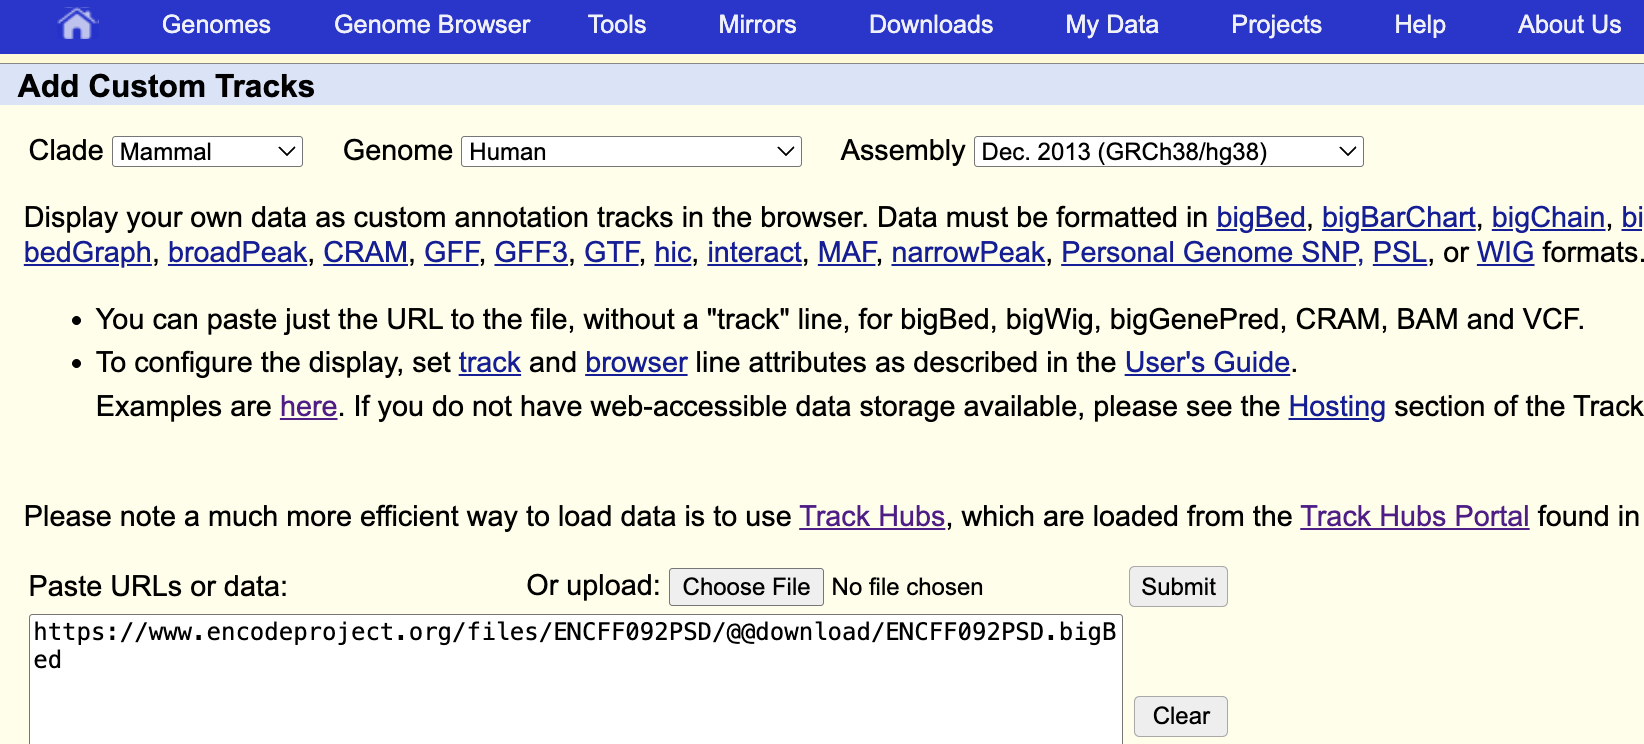 Genomes Genome Browser Tools Mirrors Downloads My Data Projects Help About Us
Add Custom Tracks
Clade Mammal Genome Human Assembly Dec. 2013 (GRCh38/hg38)
Display your own data as custom annotation tracks in the browser. Data must be formatted in bigBed, bigBarChart, bigChain, bi
bedGraph, broadPeak, CRAM, GFF, GFF3, GTF, hic, interact, MAF, narrowPeak, Personal Genome SNP, PSL, or WIG formats.
• You can paste just the URL to the file, without a "track" line, for bigBed, bigWig, bigGenePred, CRAM, BAM and VCF.
• To configure the display, set track and browser line attributes as described in the User's Guide.
Examples are here. If you do not have web-accessible data storage available, please see the Hosting section of the Track
Please note a much more efficient way to load data is to use Track Hubs, which are loaded from the Track Hubs Portal found in
Paste URLs or data: Or upload: Choose File No file chosen Submit
https://www.encodeproject.org/files/ENCFF092PSD/@@download/ENCFF092PSD.bigB
ed
Clear